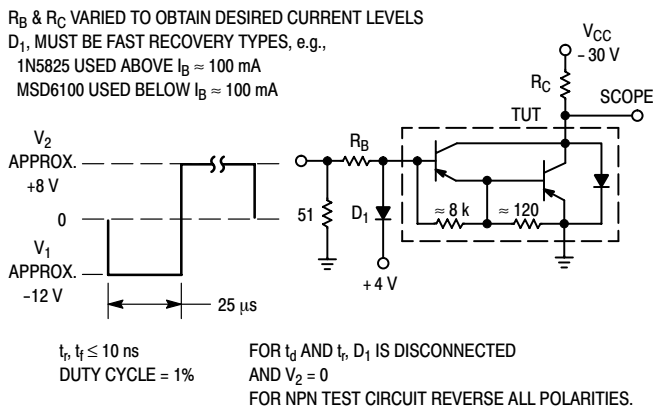 R_B & R_C VARIED TO OBTAIN DESIRED CURRENT LEVELS
D_1, MUST BE FAST RECOVERY TYPES, e.g.,
1N5825 USED ABOVE I_B ≈ 100 mA
MSD6100 USED BELOW I_B ≈ 100 mA
V_CC
– 30 V
R_C
SCOPE
TUT
V_2
APPROX.
+8 V
0
V_1
APPROX.
–12 V
25 μs
R_B
51
D_1
+ 4 V
≈ 8 k
≈ 120
t_r, t_f ≤ 10 ns
DUTY CYCLE = 1%
FOR t_d AND t_r, D_1 IS DISCONNECTED
AND V_2 = 0
FOR NPN TEST CIRCUIT REVERSE ALL POLARITIES.